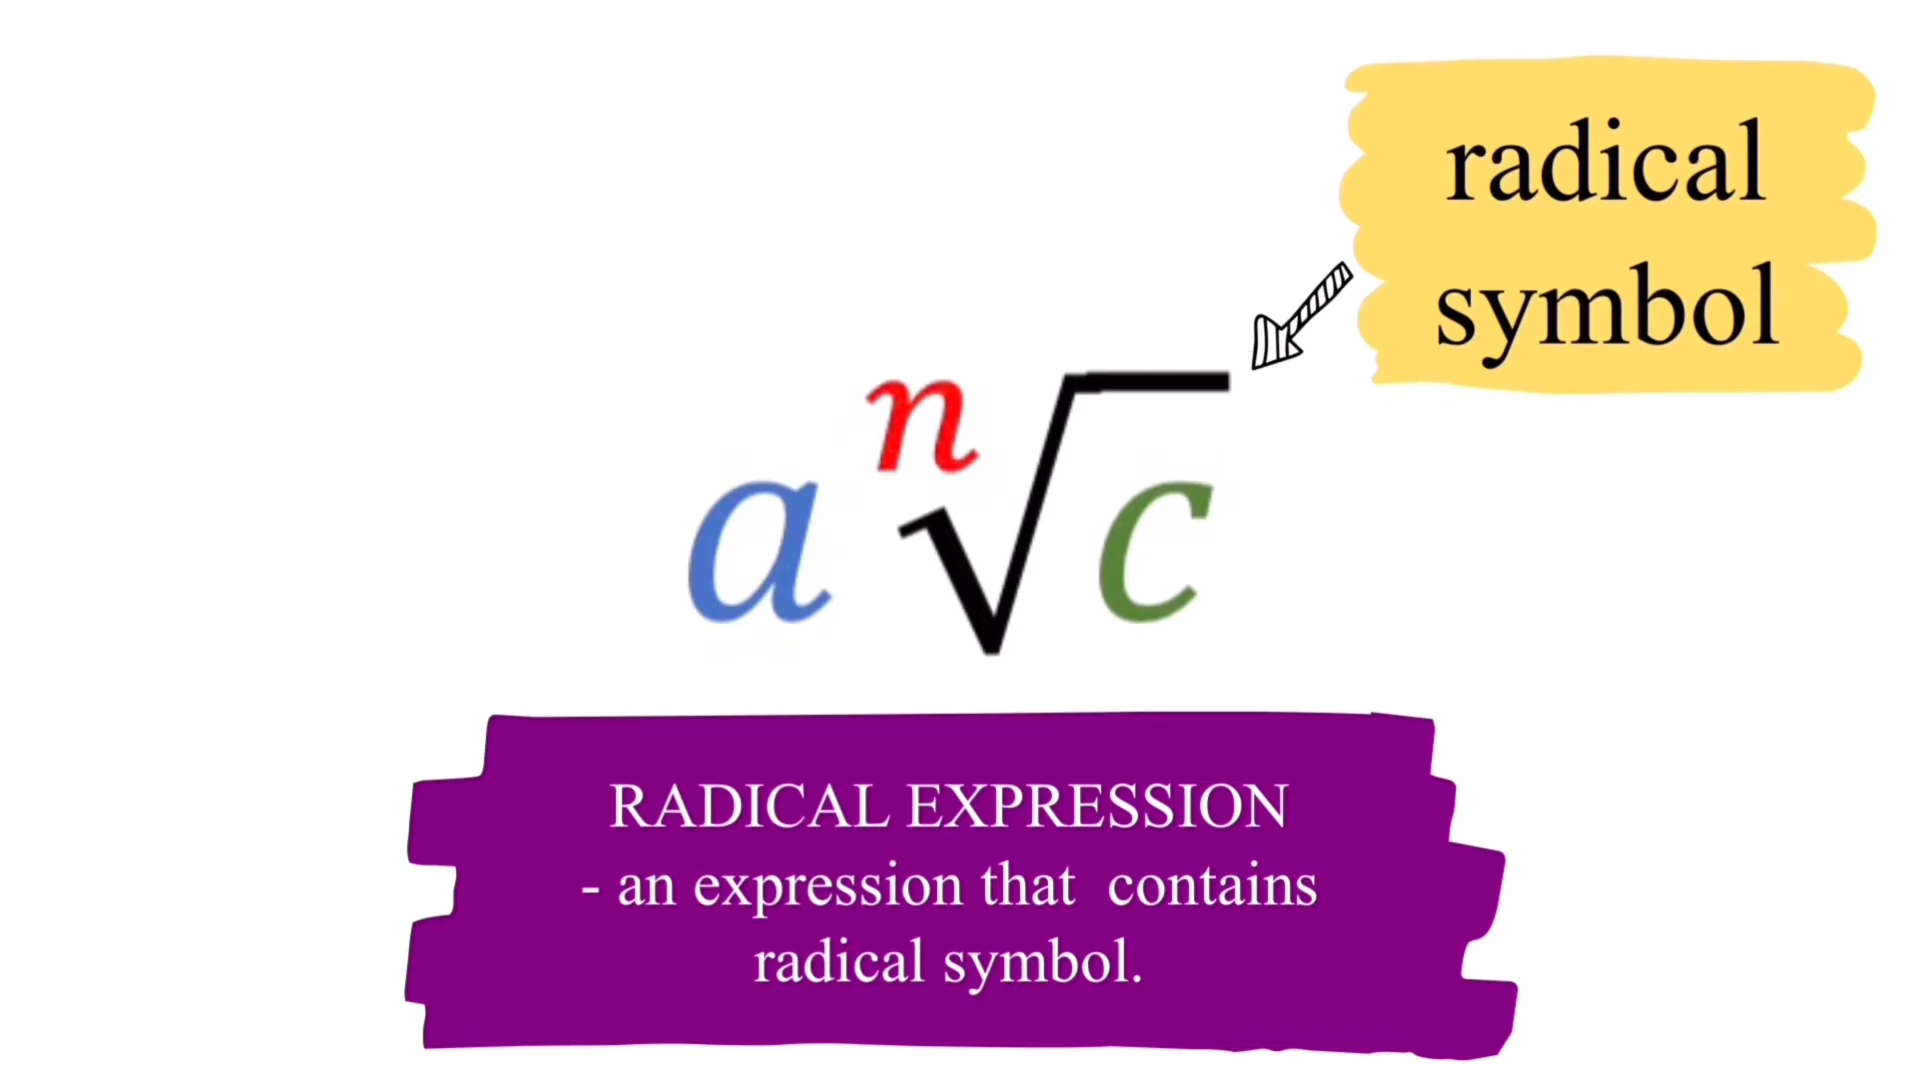 radical
symbol
a ⁿ√c
RADICAL EXPRESSION
- an expression that contains
radical symbol.